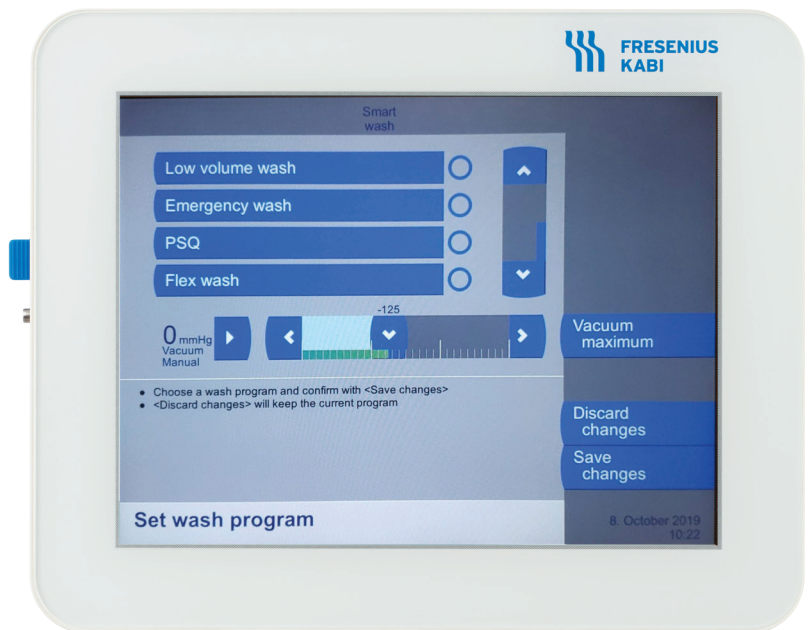 FRESENIUS
KABI
Smart
wash
Low volume wash
Emergency wash
PSQ
Flex wash
-125
0 mmHg
Vacuum
Manual
Vacuum
maximum
• Choose a wash program and confirm with <Save changes>
• <Discard changes> will keep the current program
Discard
changes
Save
changes
Set wash program
8. October 2019
10:22